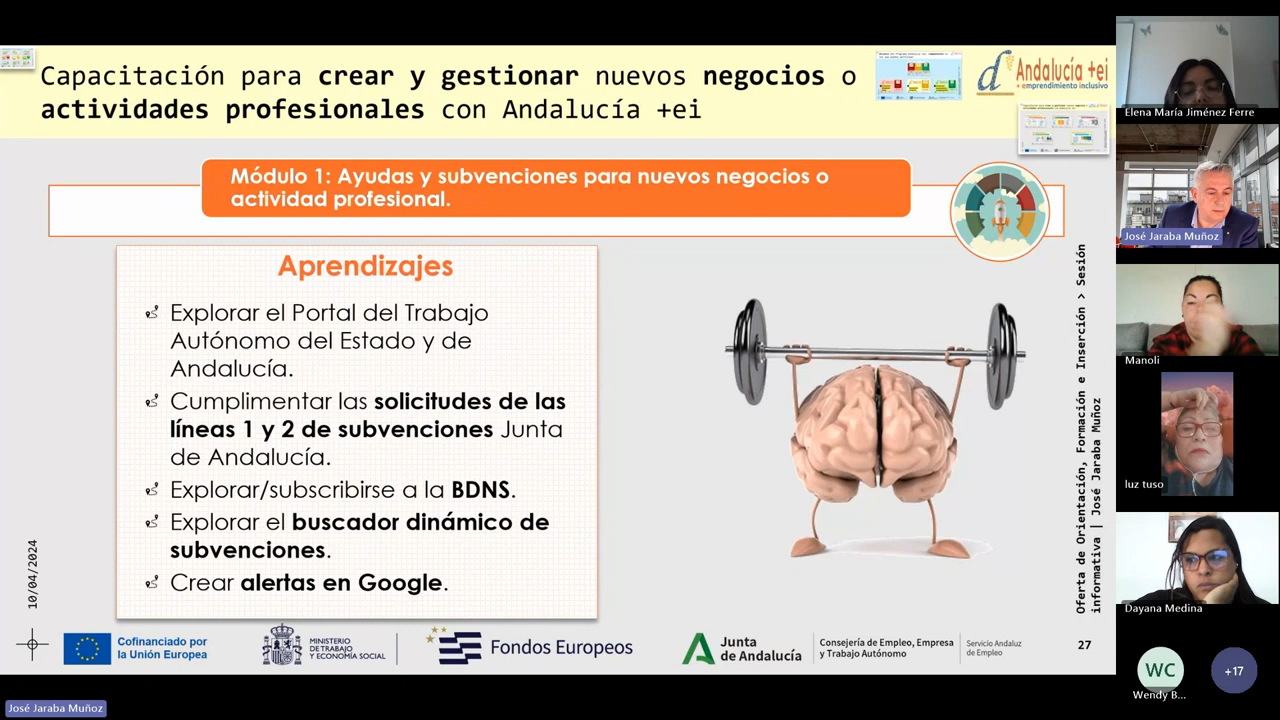 Capacitación para crear y gestionar nuevos negocios o
actividades profesionales con Andalucía +ei
Andalucía +ei
+ emprendimiento inclusivo
Módulo 1: Ayudas y subvenciones para nuevos negocios o
actividad profesional.
Aprendizajes
Explorar el Portal del Trabajo
Autónomo del Estado y de
Andalucía.
Cumplimentar las solicitudes de las
líneas 1 y 2 de subvenciones Junta
de Andalucía.
Explorar/subscribirse a la BDNS.
Explorar el buscador dinámico de
subvenciones.
Crear alertas en Google.
10/04/2024
Oferta de Orientación, Formación e Inserción > Sesión
informativa | José Jaraba Muñoz
27
Cofinanciado por
la Unión Europea
MINISTERIO
DE TRABAJO
Y ECONOMÍA SOCIAL
Fondos Europeos
Junta
de Andalucía
Consejería de Empleo, Empresa
y Trabajo Autónomo
Servicio Andaluz
de Empleo
Elena María Jiménez Ferre
José Jaraba Muñoz
Manoli
luz tuso
Dayana Medina
WC
Wendy B...
+17
José Jaraba Muñoz